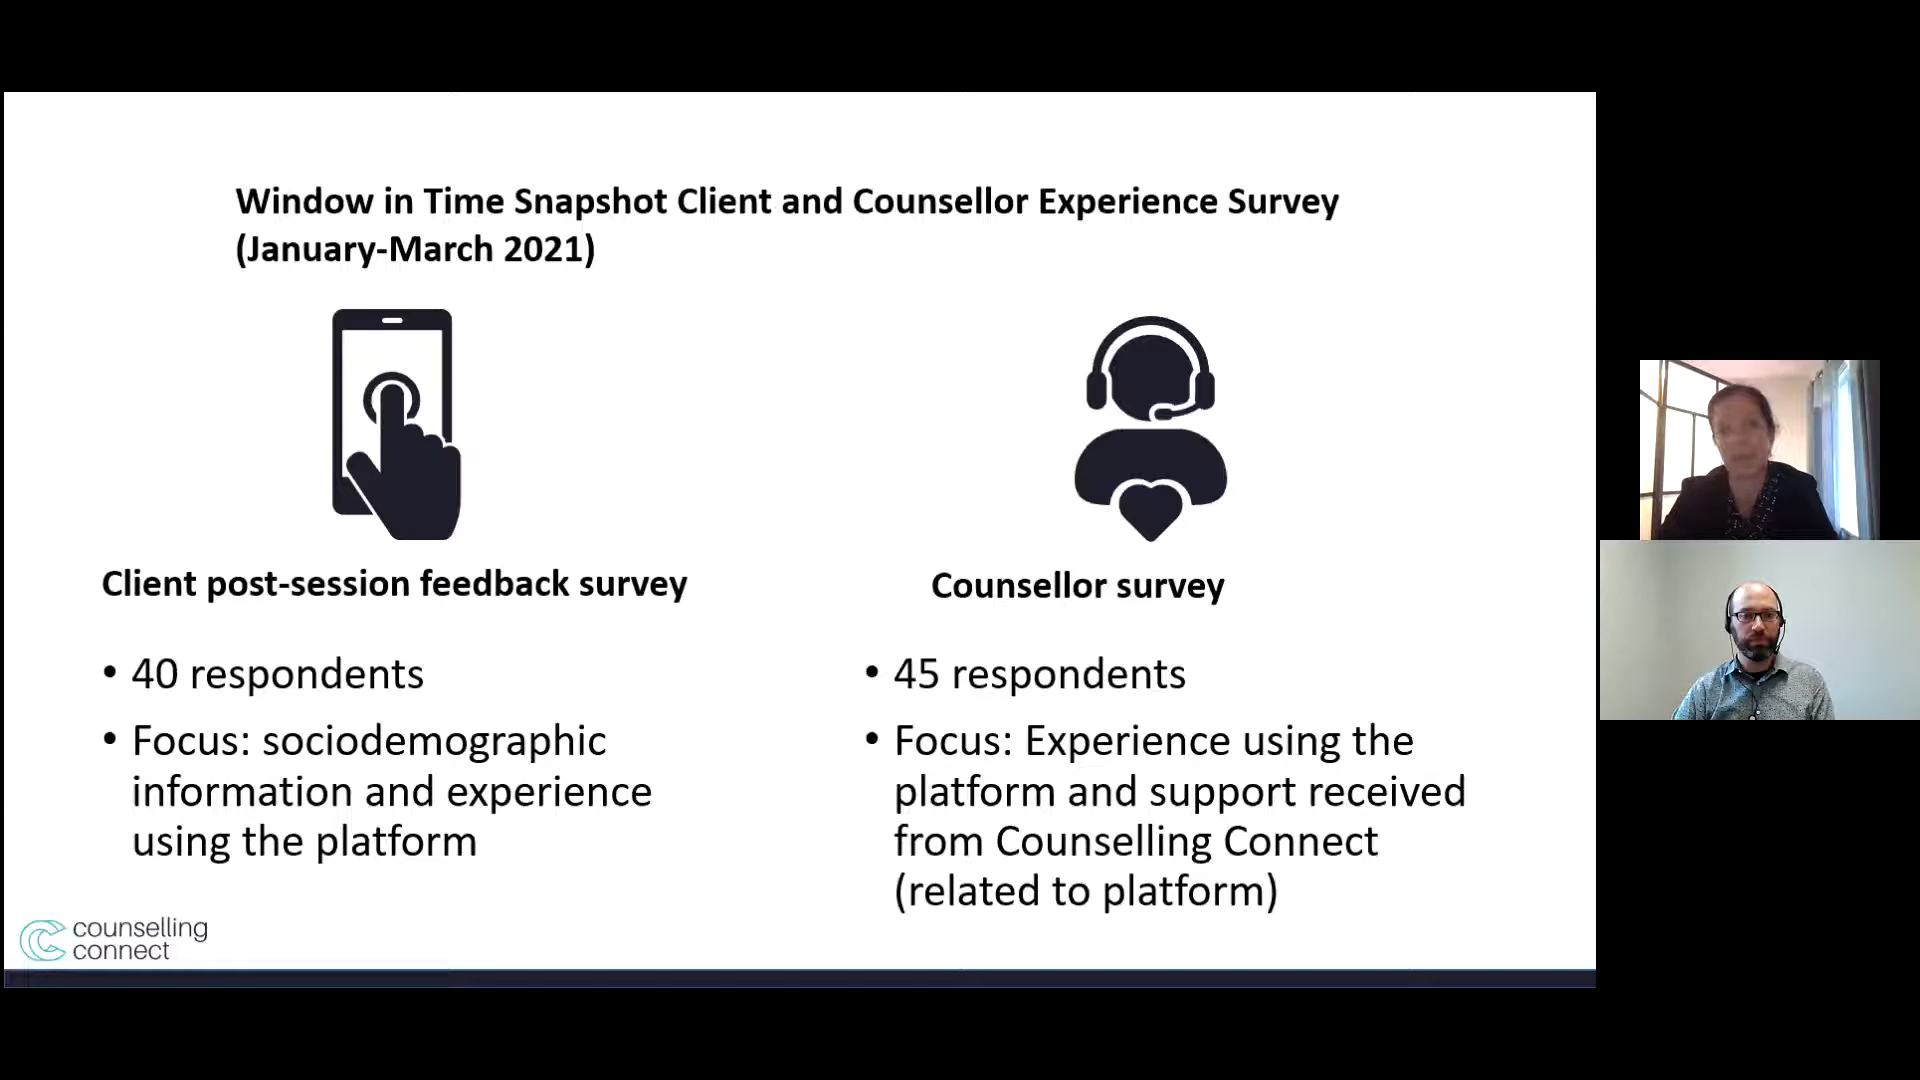 Window in Time Snapshot Client and Counsellor Experience Survey
(January-March 2021)
Client post-session feedback survey
• 40 respondents
• Focus: sociodemographic
information and experience
using the platform
Counsellor survey
• 45 respondents
• Focus: Experience using the
platform and support received
from Counselling Connect
(related to platform)
counselling
connect